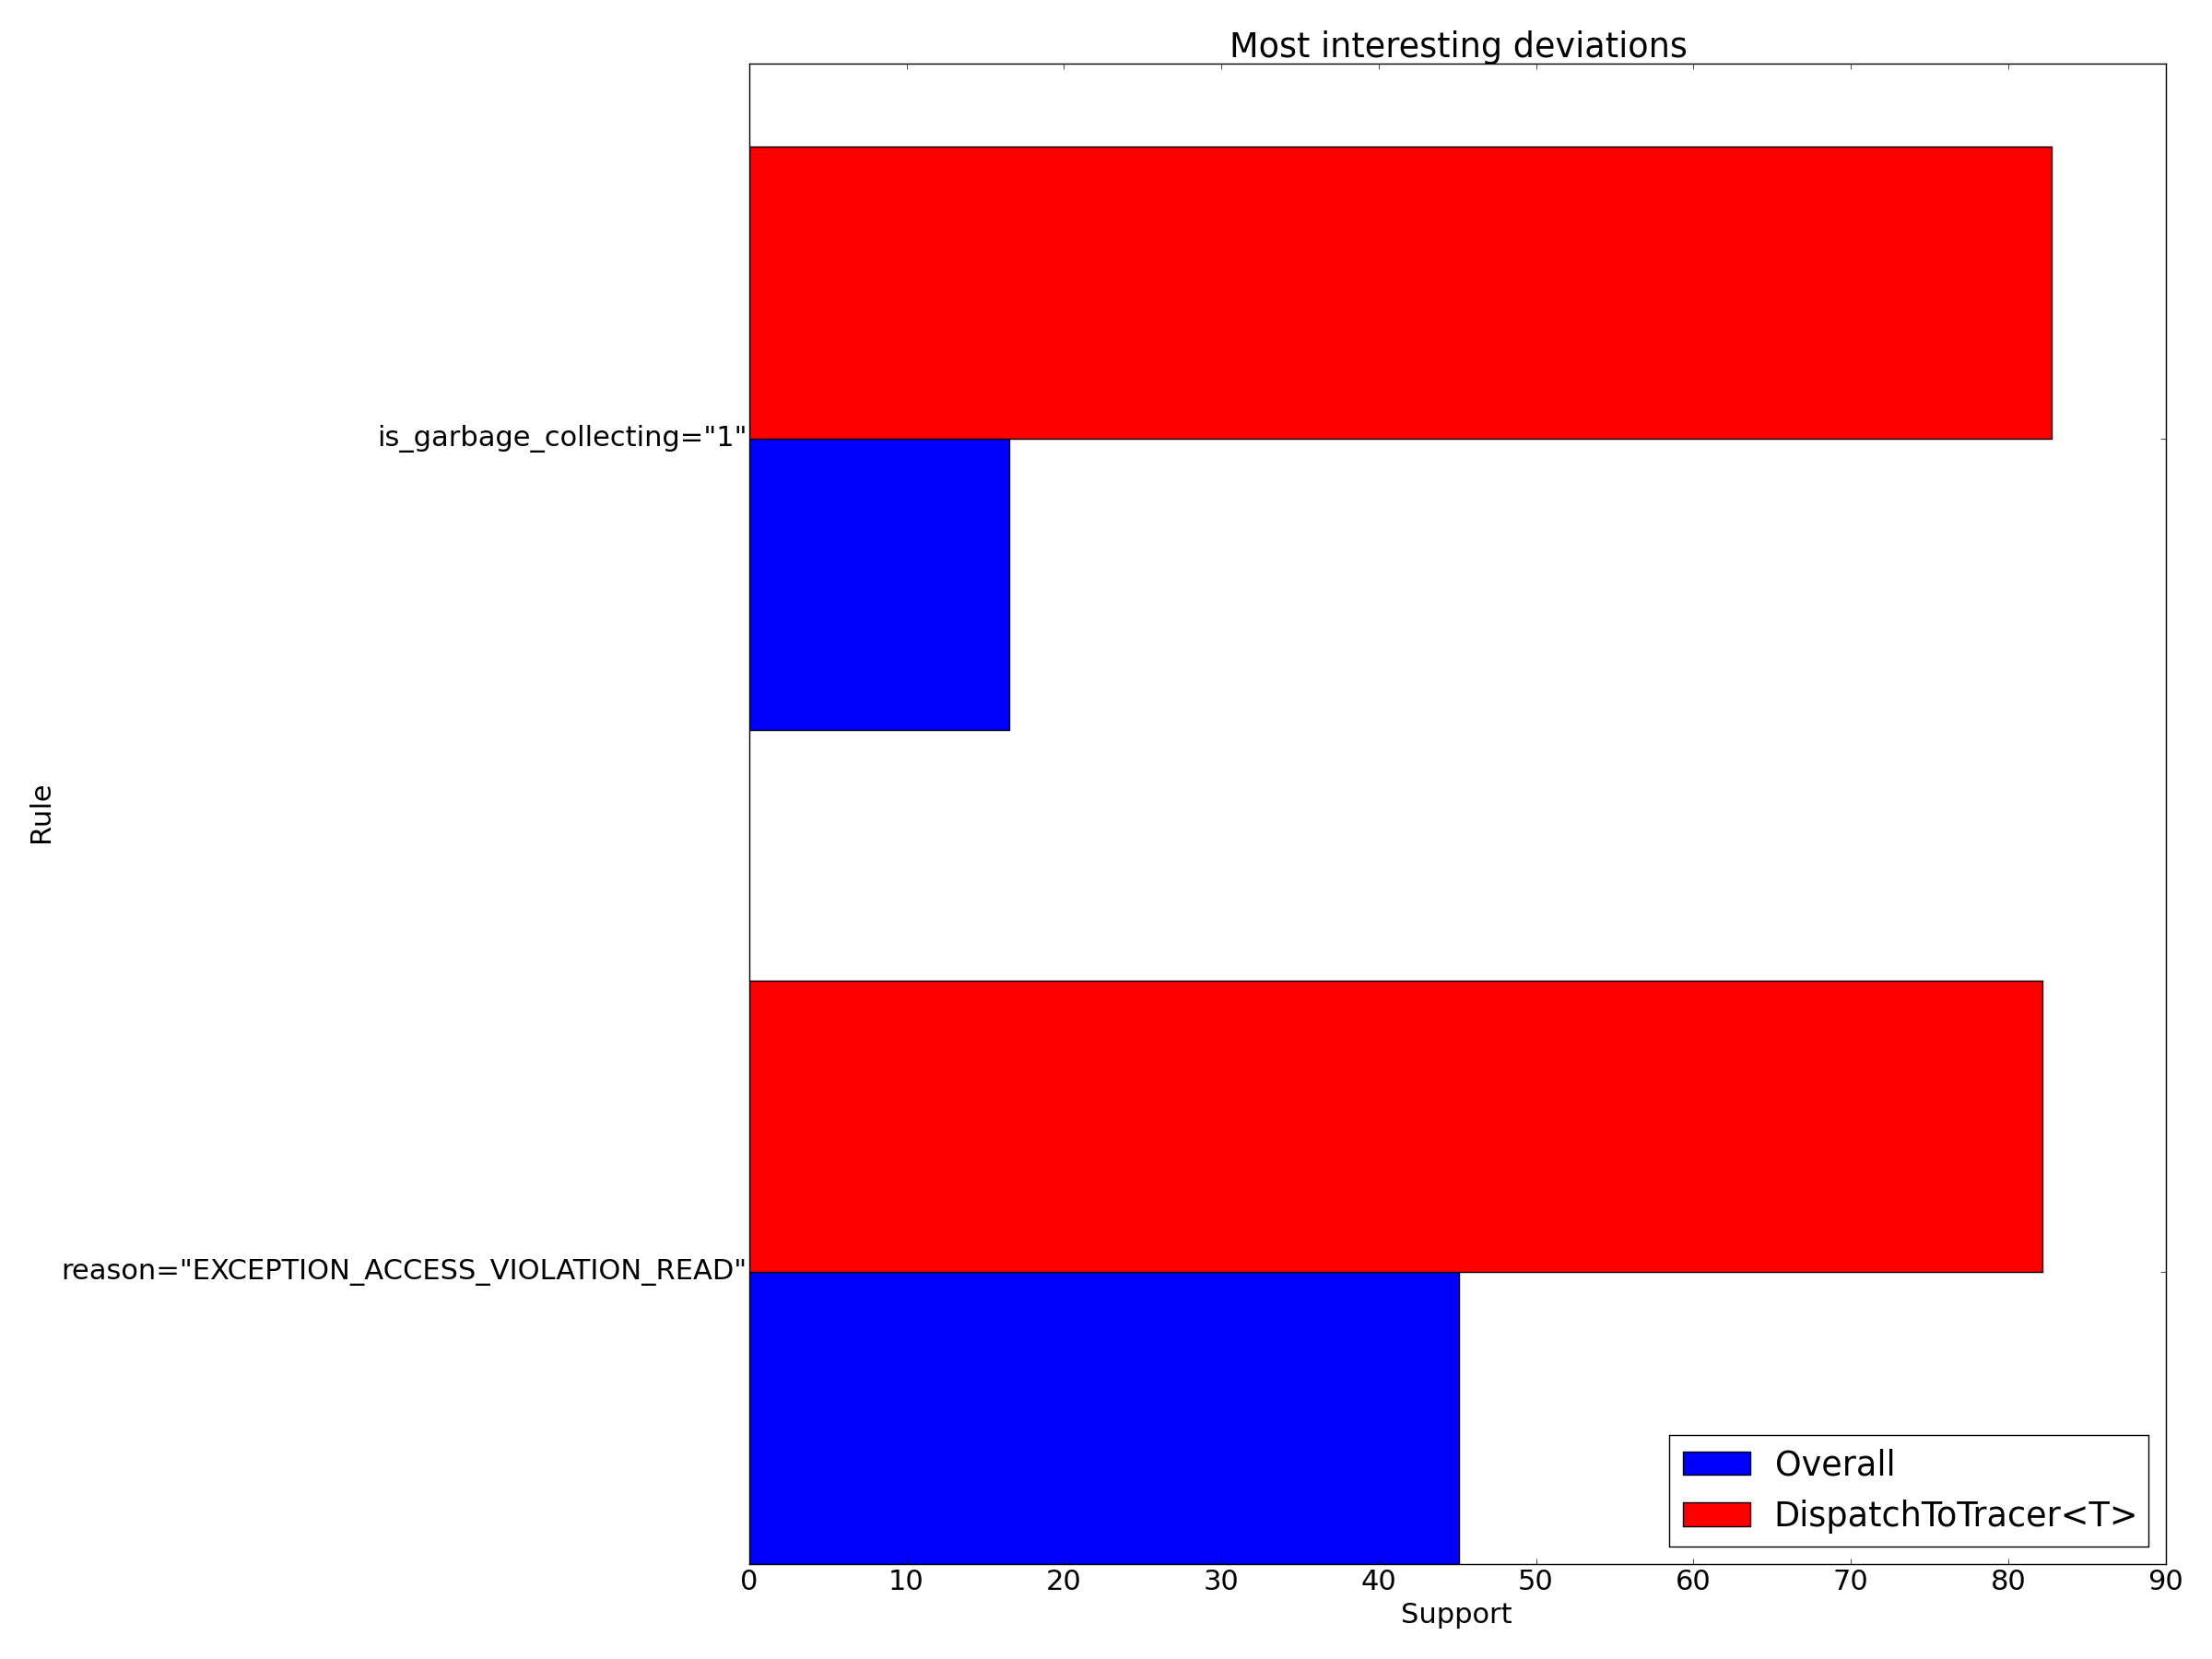 Most interesting deviations
is_garbage_collecting="1"
Rule
reason="EXCEPTION_ACCESS_VIOLATION_READ"
Overall
DispatchToTracer<T>
0 10 20 30 40 50 60 70 80 90
Support